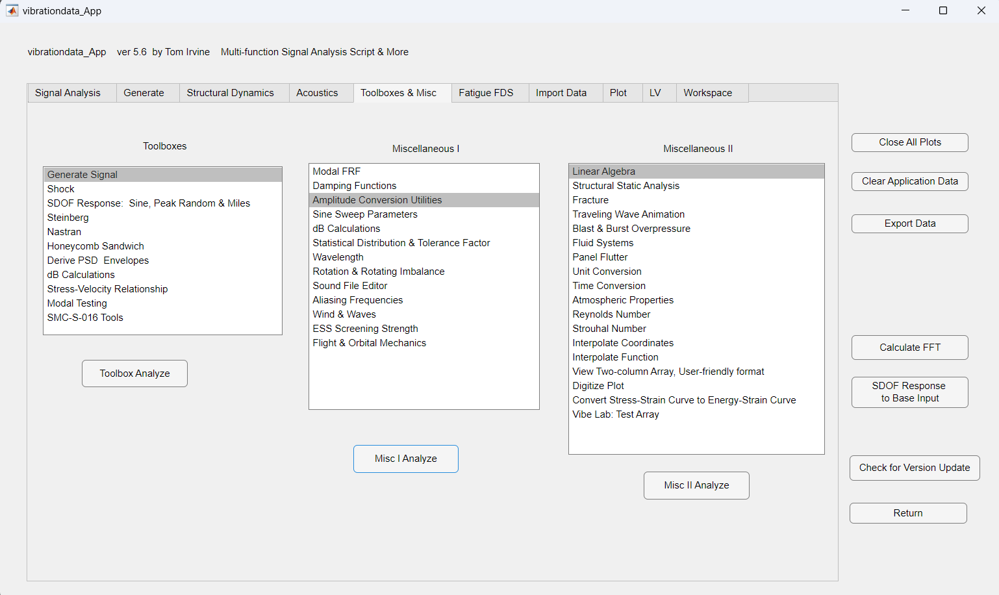 vibrationdata_App
vibrationdata_App    ver 5.6  by Tom Irvine    Multi-function Signal Analysis Script & More
Signal Analysis
Generate
Structural Dynamics
Acoustics
Toolboxes & Misc
Fatigue FDS
Import Data
Plot
LV
Workspace
Toolboxes
Generate Signal
Shock
SDOF Response:  Sine, Peak Random & Miles
Steinberg
Nastran
Honeycomb Sandwich
Derive PSD  Envelopes
dB Calculations
Stress-Velocity Relationship
Modal Testing
SMC-S-016 Tools
Toolbox Analyze
Miscellaneous I
Modal FRF
Damping Functions
Amplitude Conversion Utilities
Sine Sweep Parameters
dB Calculations
Statistical Distribution & Tolerance Factor
Wavelength
Rotation & Rotating Imbalance
Sound File Editor
Aliasing Frequencies
Wind & Waves
ESS Screening Strength
Flight & Orbital Mechanics
Misc I Analyze
Miscellaneous II
Linear Algebra
Structural Static Analysis
Fracture
Traveling Wave Animation
Blast & Burst Overpressure
Fluid Systems
Panel Flutter
Unit Conversion
Time Conversion
Atmospheric Properties
Reynolds Number
Strouhal Number
Interpolate Coordinates
Interpolate Function
View Two-column Array, User-friendly format
Digitize Plot
Convert Stress-Strain Curve to Energy-Strain Curve
Vibe Lab: Test Array
Misc II Analyze
Close All Plots
Clear Application Data
Export Data
Calculate FFT
SDOF Response
to Base Input
Check for Version Update
Return